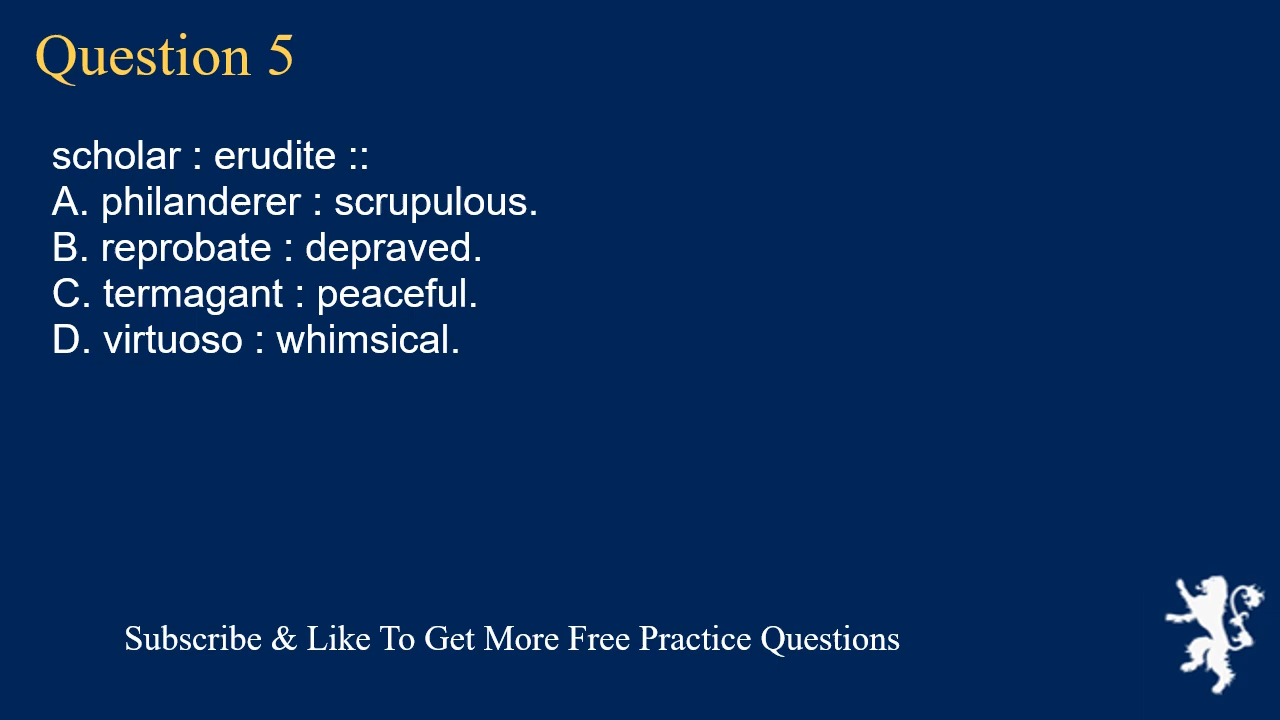 Question 5
scholar : erudite ::
A. philanderer : scrupulous.
B. reprobate : depraved.
C. termagant : peaceful.
D. virtuoso : whimsical.
Subscribe & Like To Get More Free Practice Questions